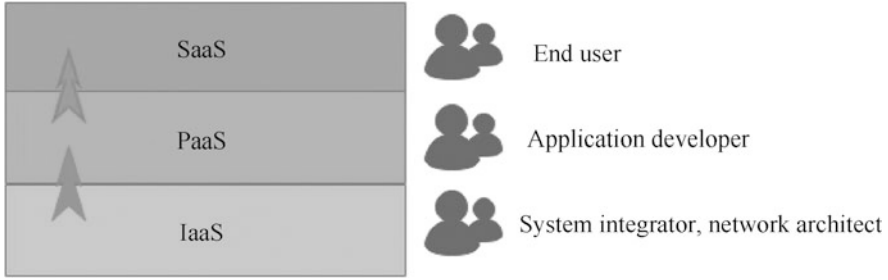 SaaS
End user
PaaS
Application developer
IaaS
System integrator, network architect